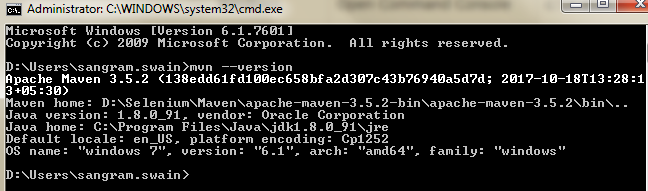 Administrator: C:\WINDOWS\system32\cmd.exe
Microsoft Windows [Version 6.1.7601]
Copyright (c) 2009 Microsoft Corporation.  All rights reserved.
D:\Users\sangram.swain>mvn --version
Apache Maven 3.5.2 (138edd61fd100ec658bfa2d307c43b76940a5d7d; 2017-10-18T13:28:1
3+05:30)
Maven home: D:\Selenium\Maven\apache-maven-3.5.2-bin\apache-maven-3.5.2\bin\..
Java version: 1.8.0_91, vendor: Oracle Corporation
Java home: C:\Program Files\Java\jdk1.8.0_91\jre
Default locale: en_US, platform encoding: Cp1252
OS name: "windows 7", version: "6.1", arch: "amd64", family: "windows"
D:\Users\sangram.swain>